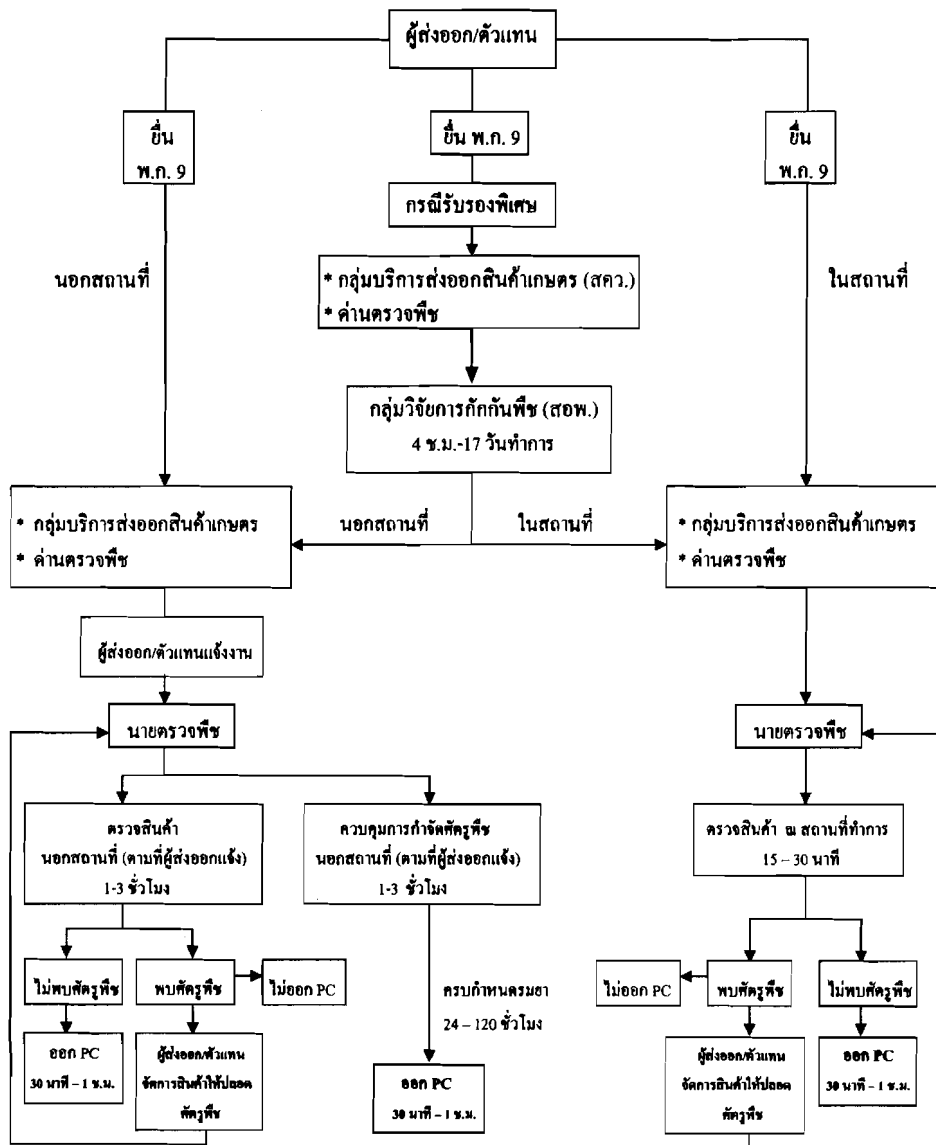 ผู้ส่งออก/ตัวแทน
ยื่น
พ.ก. 9
ยื่น พ.ก. 9
ยื่น
พ.ก. 9
กรณีรับรองพิเศษ
นอกสถานที่
* กลุ่มบริการส่งออกสินค้าเกษตร (สคว.)
* ด่านตรวจพืช
ในสถานที่
กลุ่มวิจัยการกักกันพืช (สอพ.)
4 ช.ม.-17 วันทำการ
* กลุ่มบริการส่งออกสินค้าเกษตร
* ด่านตรวจพืช
นอกสถานที่
ในสถานที่
* กลุ่มบริการส่งออกสินค้าเกษตร
* ด่านตรวจพืช
ผู้ส่งออก/ตัวแทนแจ้งงาน
นายตรวจพืช
นายตรวจพืช
ตรวจสินค้า
นอกสถานที่ (ตามที่ผู้ส่งออกแจ้ง)
1-3 ชั่วโมง
ควบคุมการกำจัดศัตรูพืช
นอกสถานที่ (ตามที่ผู้ส่งออกแจ้ง)
1-3 ชั่วโมง
ตรวจสินค้า ณ สถานที่ทำการ
15 – 30 นาที
ไม่พบศัตรูพืช
พบศัตรูพืช
ไม่ออก PC
ครบกำหนดรมยา
24 – 120 ชั่วโมง
ไม่ออก PC
พบศัตรูพืช
ไม่พบศัตรูพืช
ออก PC
30 นาที – 1 ช.ม.
ผู้ส่งออก/ตัวแทน
จัดการสินค้าให้ปลอด
ศัตรูพืช
ออก PC
30 นาที – 1 ช.ม.
ผู้ส่งออก/ตัวแทน
จัดการสินค้าให้ปลอด
ศัตรูพืช
ออก PC
30 นาที – 1 ช.ม.